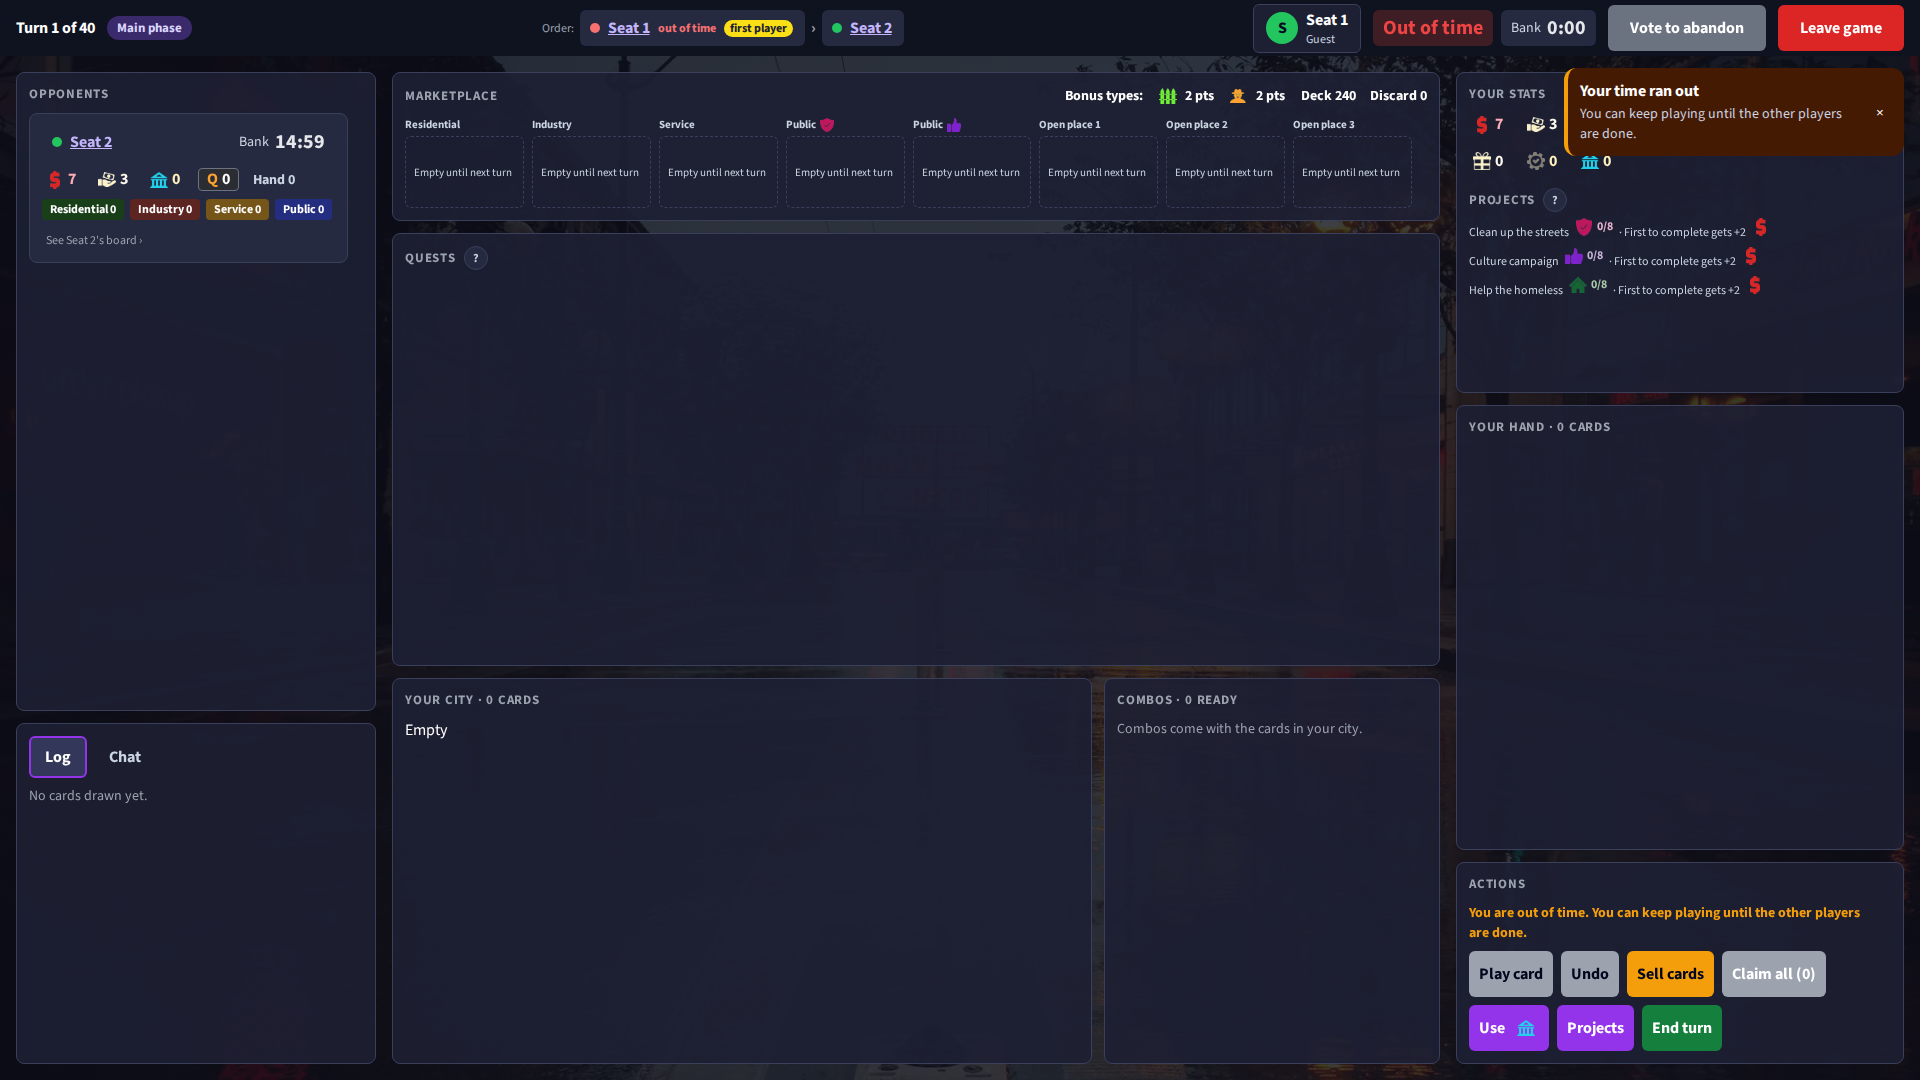 Turn 1 of 40 Main phase
Order: Seat 1 out of time first player › Seat 2
S Seat 1 Guest
Out of time
Bank 0:00
Vote to abandon
Leave game
OPPONENTS
Seat 2 Bank 14:59
7 3 0 Q 0 Hand 0
Residential 0 Industry 0 Service 0 Public 0
See Seat 2's board ›
MARKETPLACE
Bonus types: 2 pts 2 pts Deck 240 Discard 0
Residential Industry Service Public Public Open place 1 Open place 2 Open place 3
Empty until next turn Empty until next turn Empty until next turn Empty until next turn Empty until next turn Empty until next turn Empty until next turn Empty until next turn
QUESTS ?
YOUR CITY · 0 CARDS
Empty
COMBOS · 0 READY
Combos come with the cards in your city.
Log Chat
No cards drawn yet.
YOUR STATS
7 3
0 0 0
Your time ran out
You can keep playing until the other players
are done.
×
PROJECTS ?
Clean up the streets 0/8 · First to complete gets +2
Culture campaign 0/8 · First to complete gets +2
Help the homeless 0/8 · First to complete gets +2
YOUR HAND · 0 CARDS
ACTIONS
You are out of time. You can keep playing until the other players
are done.
Play card Undo Sell cards Claim all (0)
Use Projects End turn